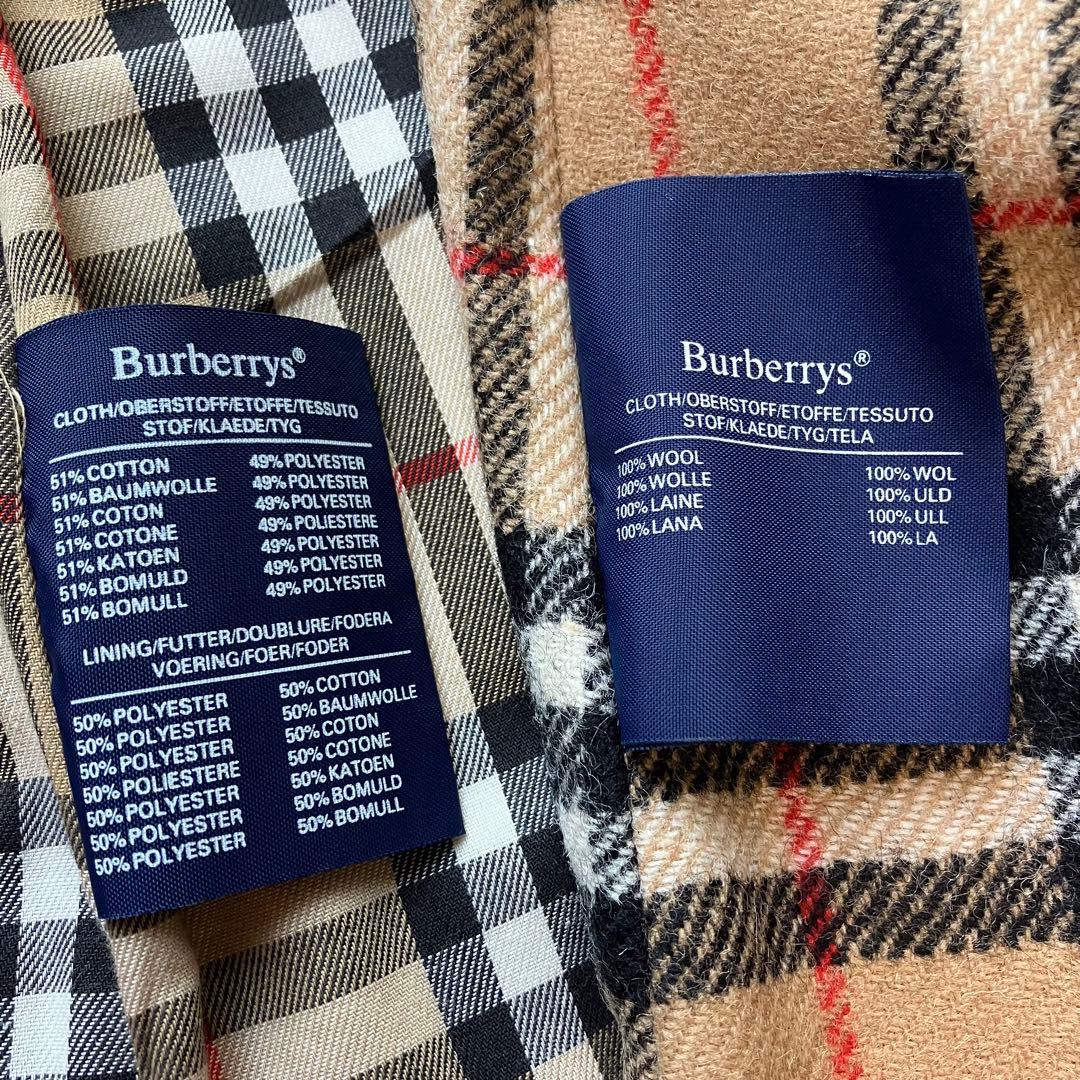 Burberrys®
CLOTH/OBERSTOFF/ETOFFE/TESSUTO
STOF/KLAEDE/TYG
51% COTTON 49% POLYESTER
51% BAUMWOLLE 49% POLYESTER
51% COTON 49% POLYESTER
51% COTONE 49% POLIESTERE
51% KATOEN 49% POLYESTER
51% BOMULD 49% POLYESTER
51% BOMULL 49% POLYESTER
LINING/FUTTER/DOUBLURE/FODERA
VOERING/FOER/FODER
50% POLYESTER 50% COTTON
50% POLYESTER 50% BAUMWOLLE
50% POLYESTER 50% COTON
50% POLIESTERE 50% COTONE
50% POLYESTER 50% KATOEN
50% POLYESTER 50% BOMULD
50% POLYESTER 50% BOMULL
Burberrys®
CLOTH/OBERSTOFF/ETOFFE/TESSUTO
STOF/KLAEDE/TYG/TELA
100% WOOL 100% WOL
100% WOLLE 100% ULD
100% LAINE 100% ULL
100% LANA 100% LA